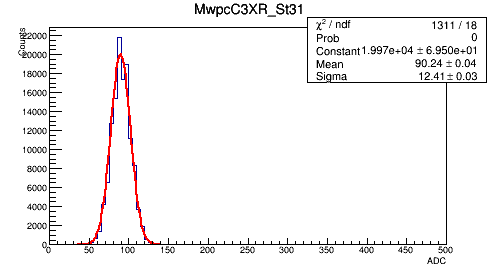 MwpcC3XR_St31
χ² / ndf 1311 / 18
Prob 0
Constant 1.997e+04 ± 6.950e+01
Mean 90.24 ± 0.04
Sigma 12.41 ± 0.03
Counts
22000
20000
18000
16000
14000
12000
10000
8000
6000
4000
2000
0
0 50 100 150 200 250 300 350 400 450 500
ADC